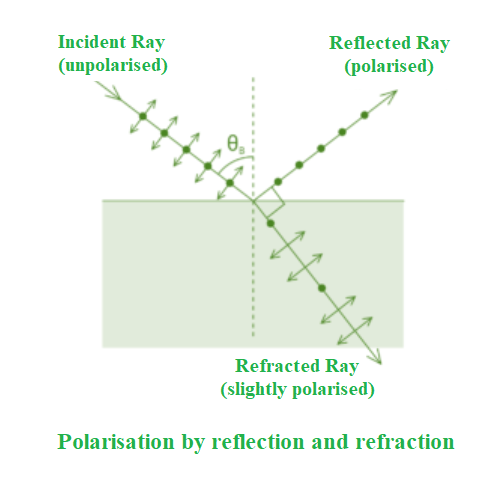 Incident Ray
(unpolarised)
Reflected Ray
(polarised)
θB
Refracted Ray
(slightly polarised)
Polarisation by reflection and refraction